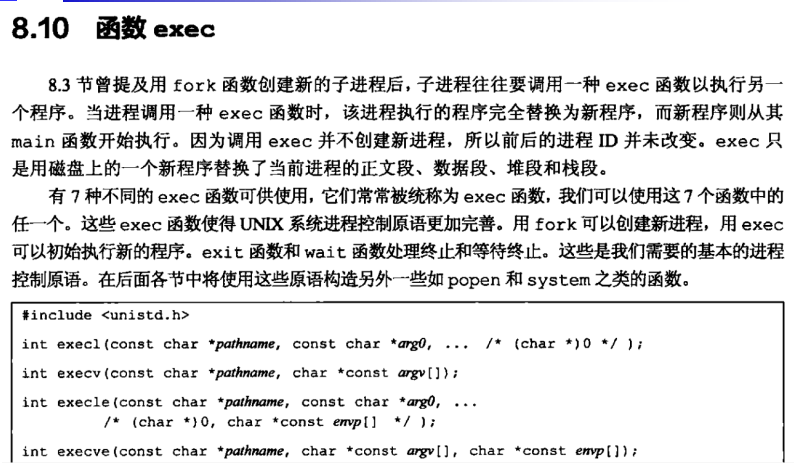 8.10 函数 exec
8.3 节曾提及用 fork 函数创建新的子进程后，子进程往往要调用一种 exec 函数以执行另一
个程序。当进程调用一种 exec 函数时，该进程执行的程序完全替换为新程序，而新程序则从其
main 函数开始执行。因为调用 exec 并不创建新进程，所以前后的进程 ID 并未改变。exec 只
是用磁盘上的一个新程序替换了当前进程的正文段、数据段、堆段和栈段。
有 7 种不同的 exec 函数可供使用，它们常常被统称为 exec 函数，我们可以使用这 7 个函数中的
任一个。这些 exec 函数使得 UNIX 系统进程控制原语更加完善。用 fork 可以创建新进程，用 exec
可以初始执行新的程序。exit 函数和 wait 函数处理终止和等待终止。这些是我们需要的基本的进程
控制原语。在后面各节中将使用这些原语构造另外一些如 popen 和 system 之类的函数。
#include <unistd.h>
int execl(const char *pathname, const char *arg0, ... /* (char *)0 */ );
int execv(const char *pathname, char *const argv[]);
int execle(const char *pathname, const char *arg0, ...
/* (char *)0, char *const envp[] */ );
int execve(const char *pathname, char *const argv[], char *const envp[]);